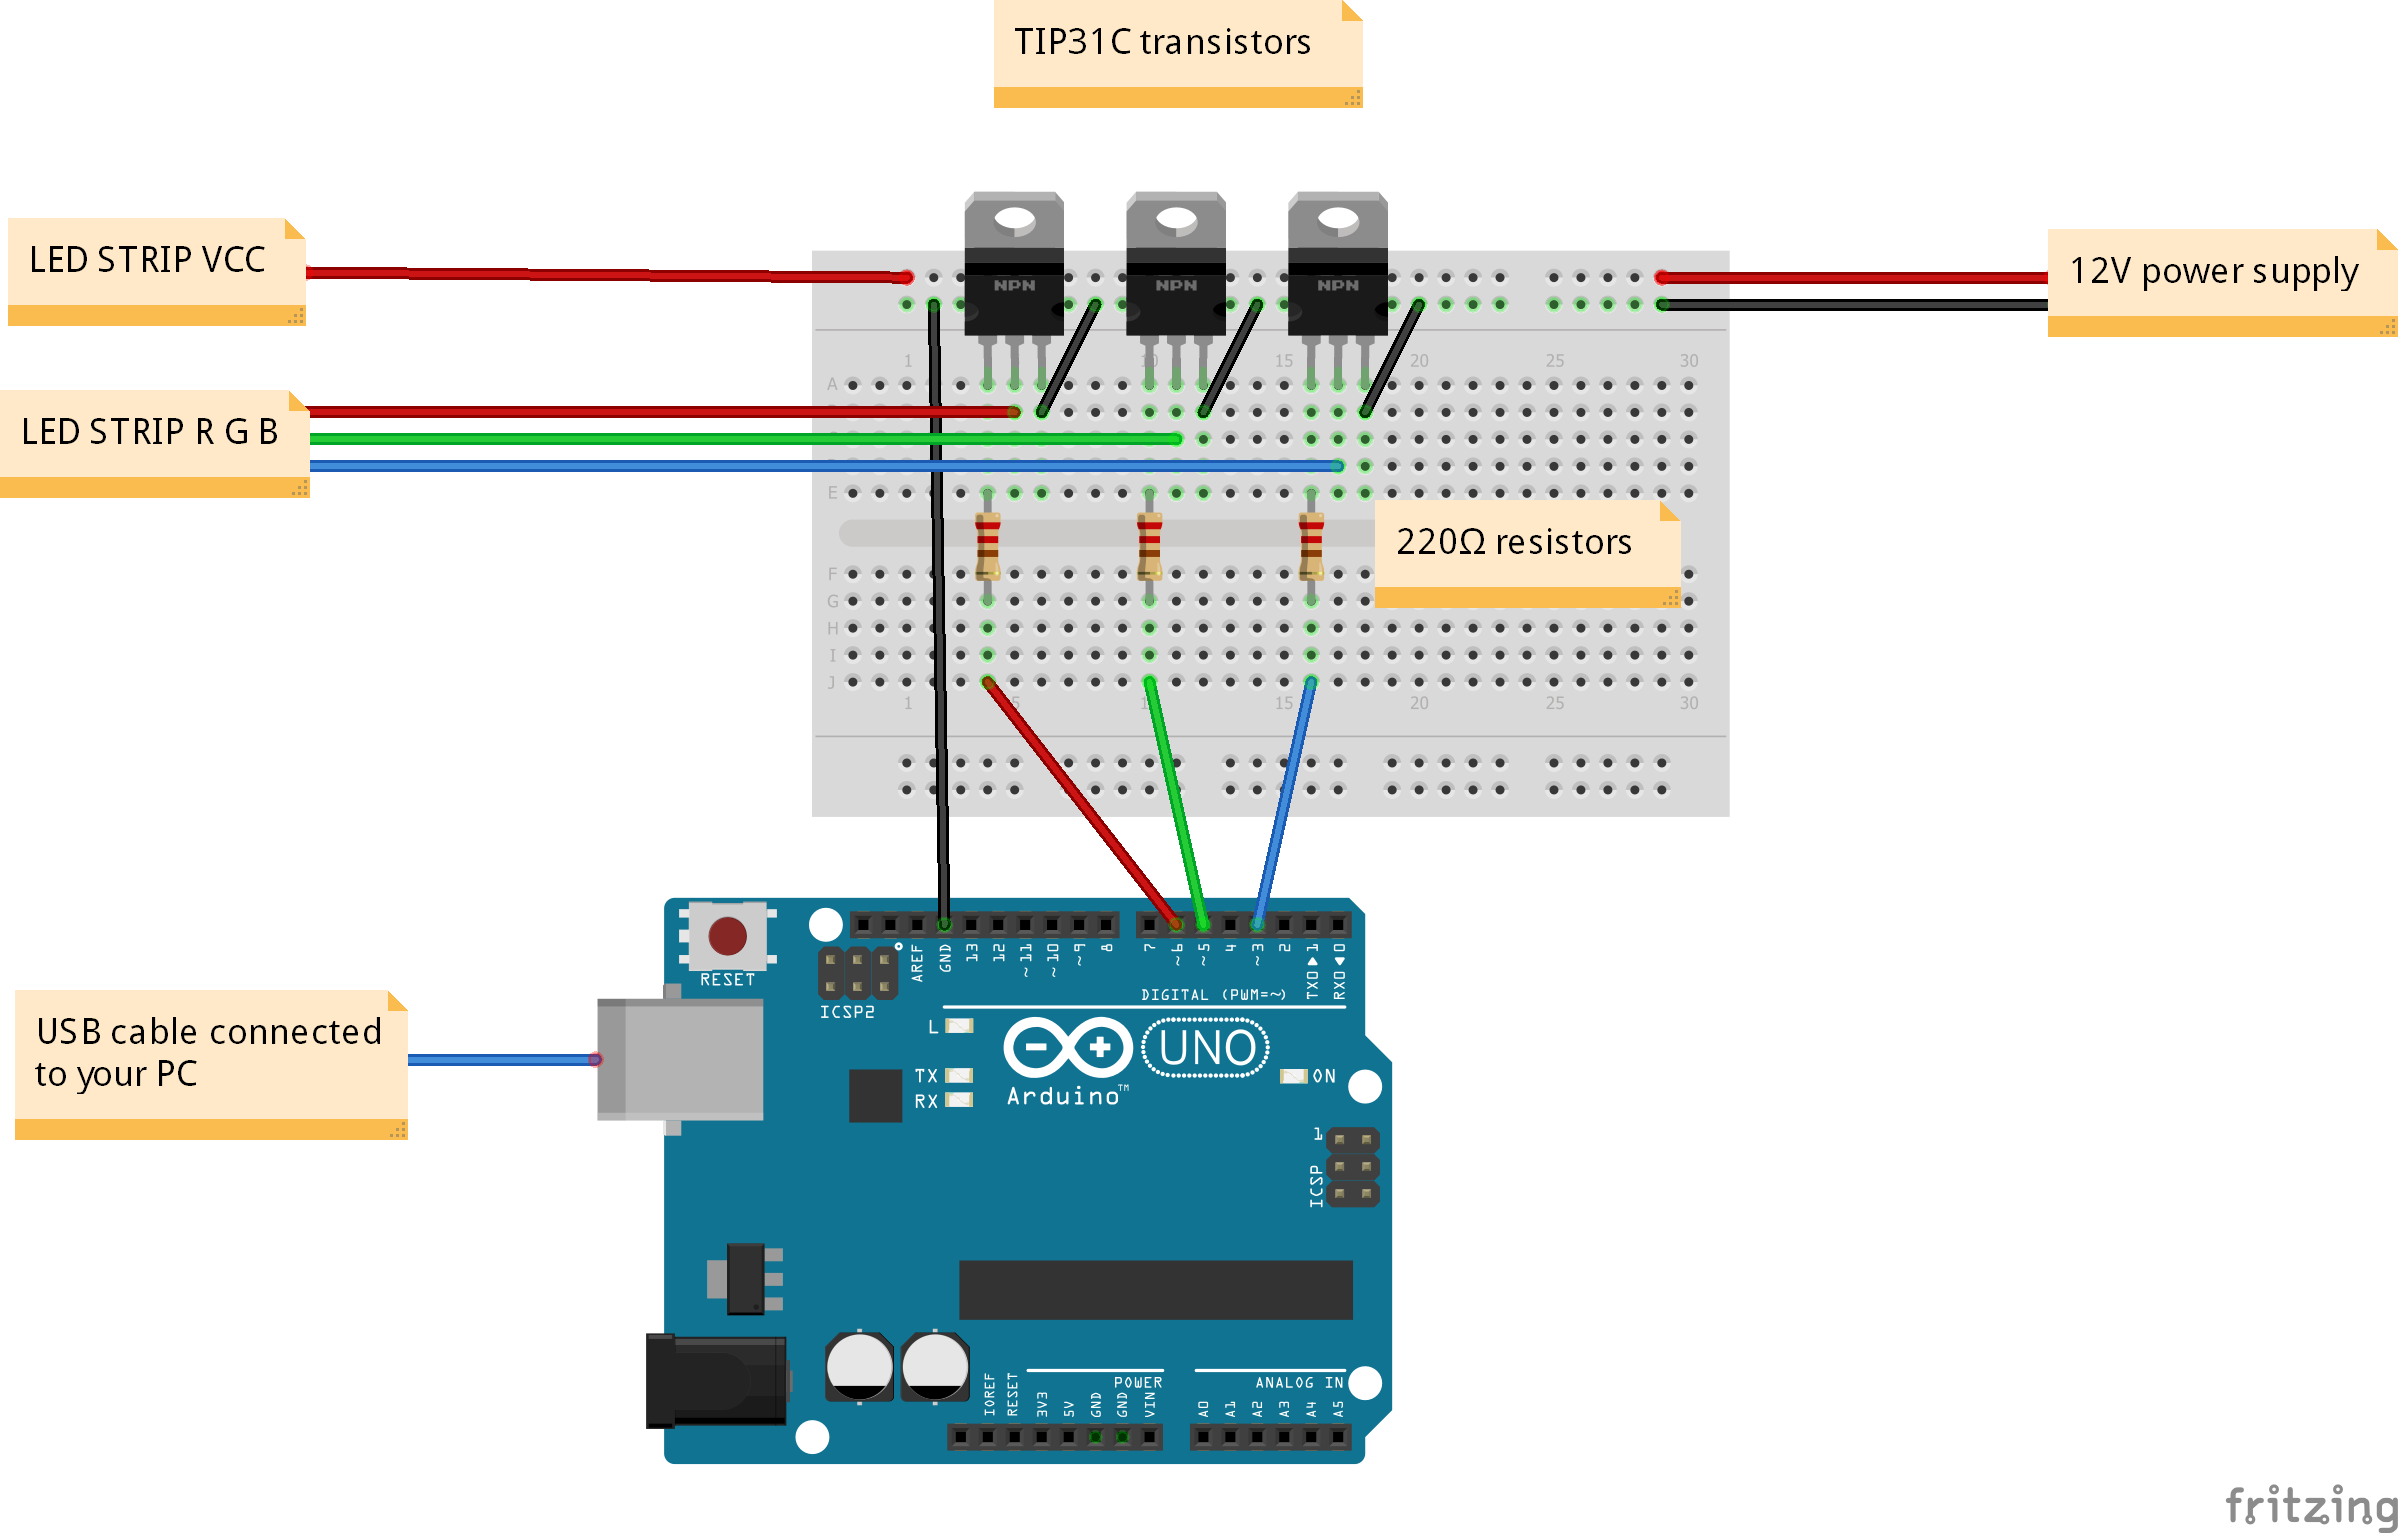 TIP31C transistors
LED STRIP VCC
12V power supply
NPN NPN NPN
1 10 15 20 25 30
A
LED STRIP R G B
E
220Ω resistors
F
G
H
I
J
1 15 20 25 30
RESET
AREF GND 13 12 ~11 ~10 ~9 8 7 ~6 ~5 4 ~3 2 TX0▶1 RX0◀0
DIGITAL (PWM=~)
ICSP2
L
UNO
USB cable connected
to your PC
TX
RX
ON
Arduino™
1
ICSP
IOREF RESET 3V3 5V GND GND VIN
POWER
ANALOG IN
A0 A1 A2 A3 A4 A5
fritzing